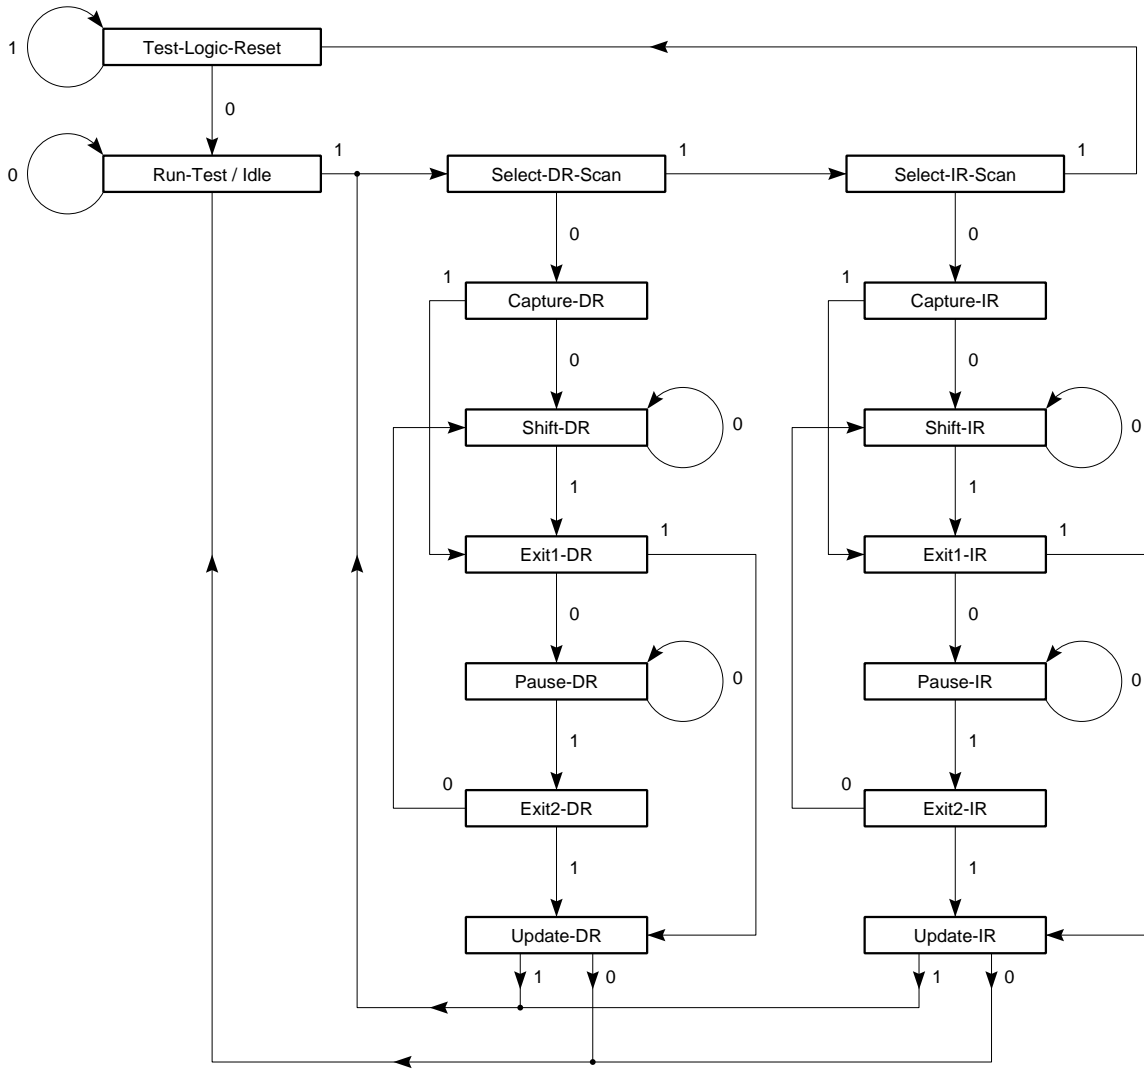 Test-Logic-Reset
1
0
Run-Test / Idle
1
Select-DR-Scan
1
Select-IR-Scan
1
0
0
0
1
Capture-DR
1
Capture-IR
0
0
Shift-DR
0
Shift-IR
0
1
1
Exit1-DR
1
Exit1-IR
1
0
0
Pause-DR
0
Pause-IR
0
1
1
0
Exit2-DR
0
Exit2-IR
1
1
Update-DR
Update-IR
1
0
1
0